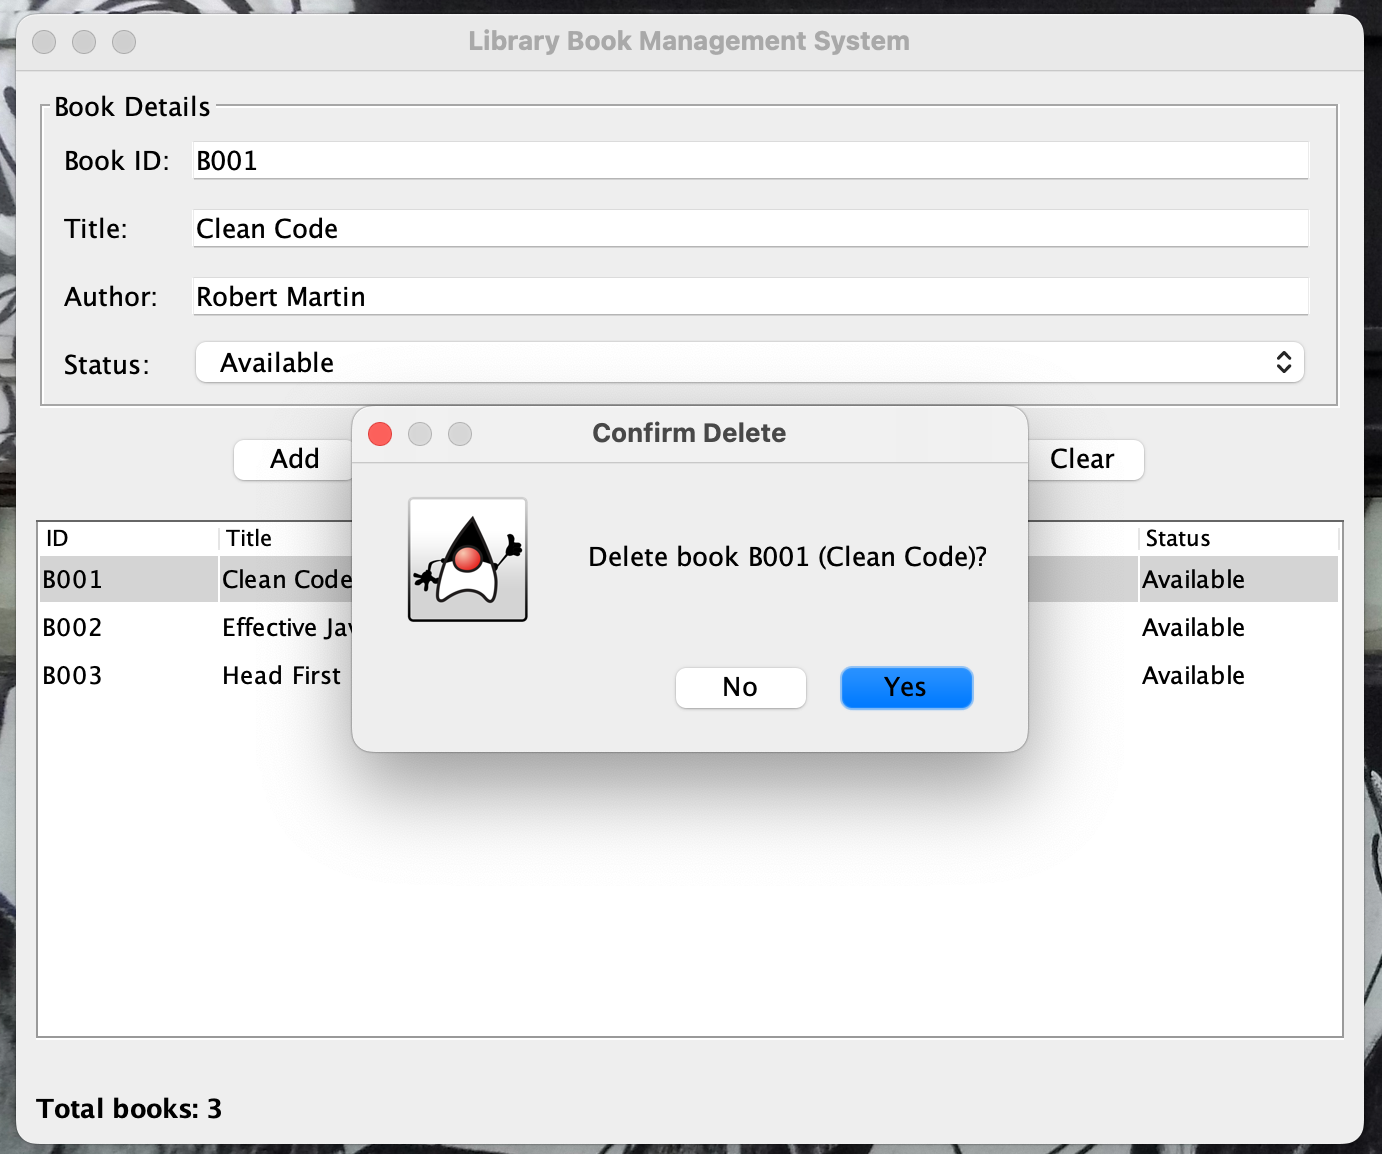 Library Book Management System
Book Details
Book ID: B001
Title: Clean Code
Author: Robert Martin
Status: Available
Add Clear
Confirm Delete
Delete book B001 (Clean Code)?
No Yes
ID Title Status
B001 Clean Code Available
B002 Effective Available
B003 Head First Available
Total books: 3